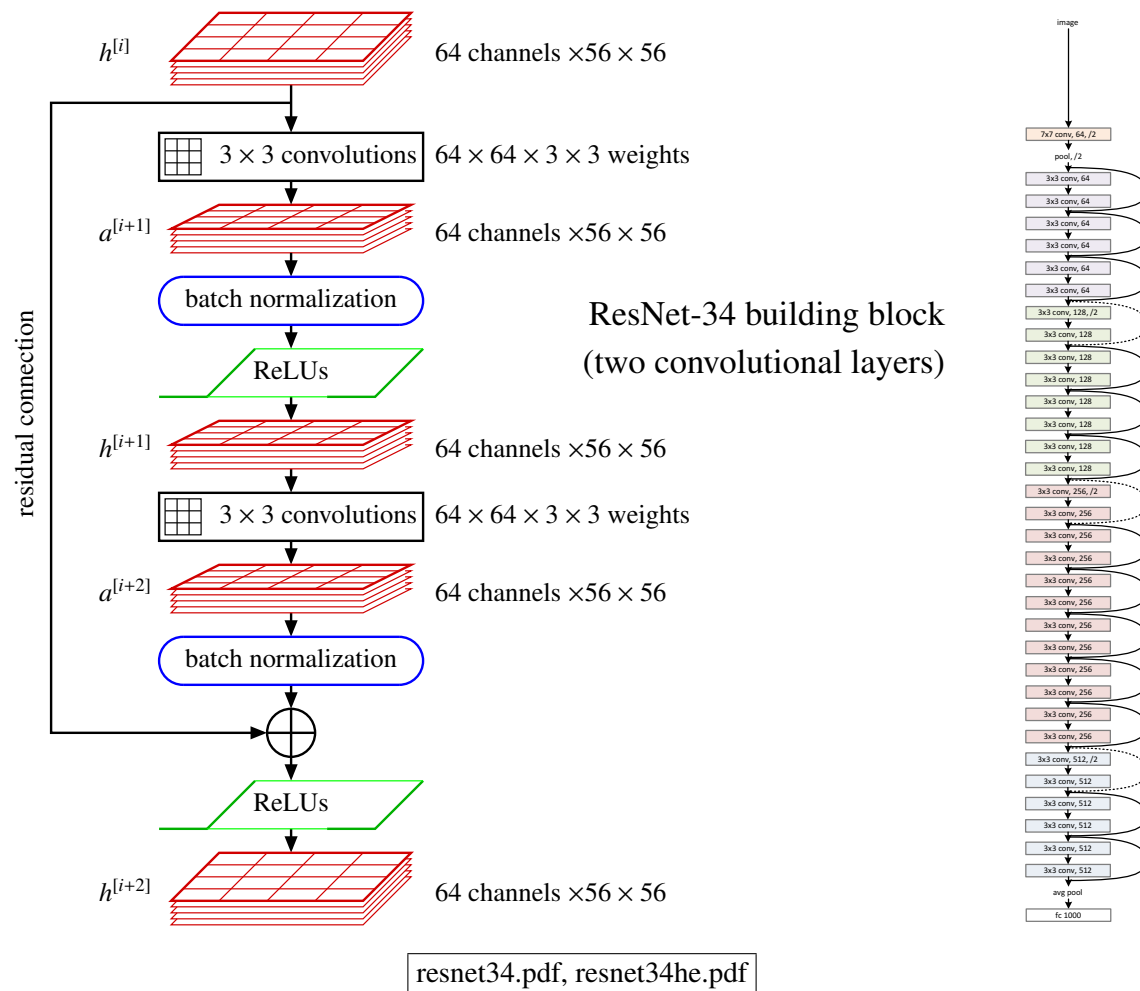 h^[i]
64 channels ×56 × 56
3 × 3 convolutions
64 × 64 × 3 × 3 weights
a^[i+1]
64 channels ×56 × 56
batch normalization
ReLUs
h^[i+1]
64 channels ×56 × 56
3 × 3 convolutions
64 × 64 × 3 × 3 weights
a^[i+2]
64 channels ×56 × 56
batch normalization
ReLUs
h^[i+2]
64 channels ×56 × 56
residual connection
ResNet-34 building block
(two convolutional layers)
image
7x7 conv, 64, /2
pool, /2
3x3 conv, 64
3x3 conv, 64
3x3 conv, 64
3x3 conv, 64
3x3 conv, 64
3x3 conv, 64
3x3 conv, 128, /2
3x3 conv, 128
3x3 conv, 128
3x3 conv, 128
3x3 conv, 128
3x3 conv, 128
3x3 conv, 128
3x3 conv, 128
3x3 conv, 256, /2
3x3 conv, 256
3x3 conv, 256
3x3 conv, 256
3x3 conv, 256
3x3 conv, 256
3x3 conv, 256
3x3 conv, 256
3x3 conv, 256
3x3 conv, 256
3x3 conv, 256
3x3 conv, 256
3x3 conv, 512, /2
3x3 conv, 512
3x3 conv, 512
3x3 conv, 512
3x3 conv, 512
3x3 conv, 512
avg pool
fc 1000
resnet34.pdf, resnet34he.pdf